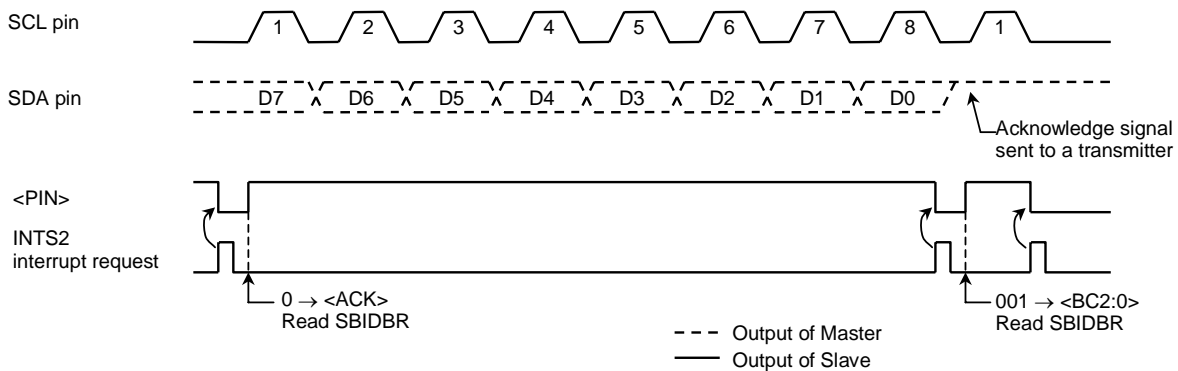 SCL pin
1 2 3 4 5 6 7 8 1
SDA pin
D7 D6 D5 D4 D3 D2 D1 D0
Acknowledge signal
sent to a transmitter
<PIN>
INTS2
interrupt request
0 → <ACK>
Read SBIDBR
001 → <BC2:0>
Read SBIDBR
Output of Master
Output of Slave